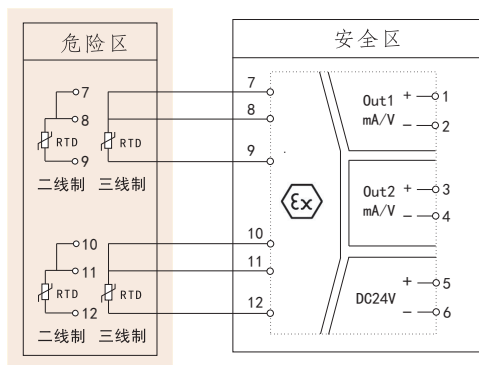 危险区
安全区
7
8
RTD
9
二线制
RTD
三线制
10
11
RTD
12
二线制
RTD
三线制
7
8
9
10
11
12
Ex
Out1 + 1
mA/V - 2
Out2 + 3
mA/V - 4
+ 5
DC24V
- 6